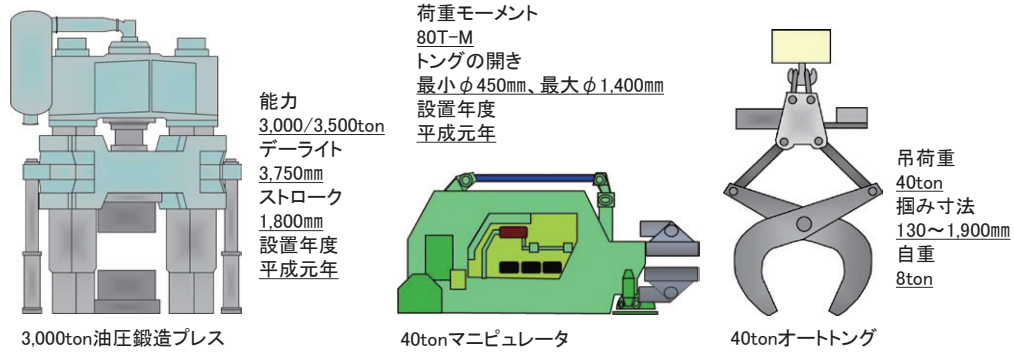 能力
3,000/3,500ton
デーライト
3,750㎜
ストローク
1,800㎜
設置年度
平成元年
3,000ton油圧鍛造プレス
荷重モーメント
80T-M
トングの開き
最小φ450㎜、最大φ1,400㎜
設置年度
平成元年
40tonマニピュレータ
吊荷重
40ton
掴み寸法
130～1,900㎜
自重
8ton
40tonオートトング